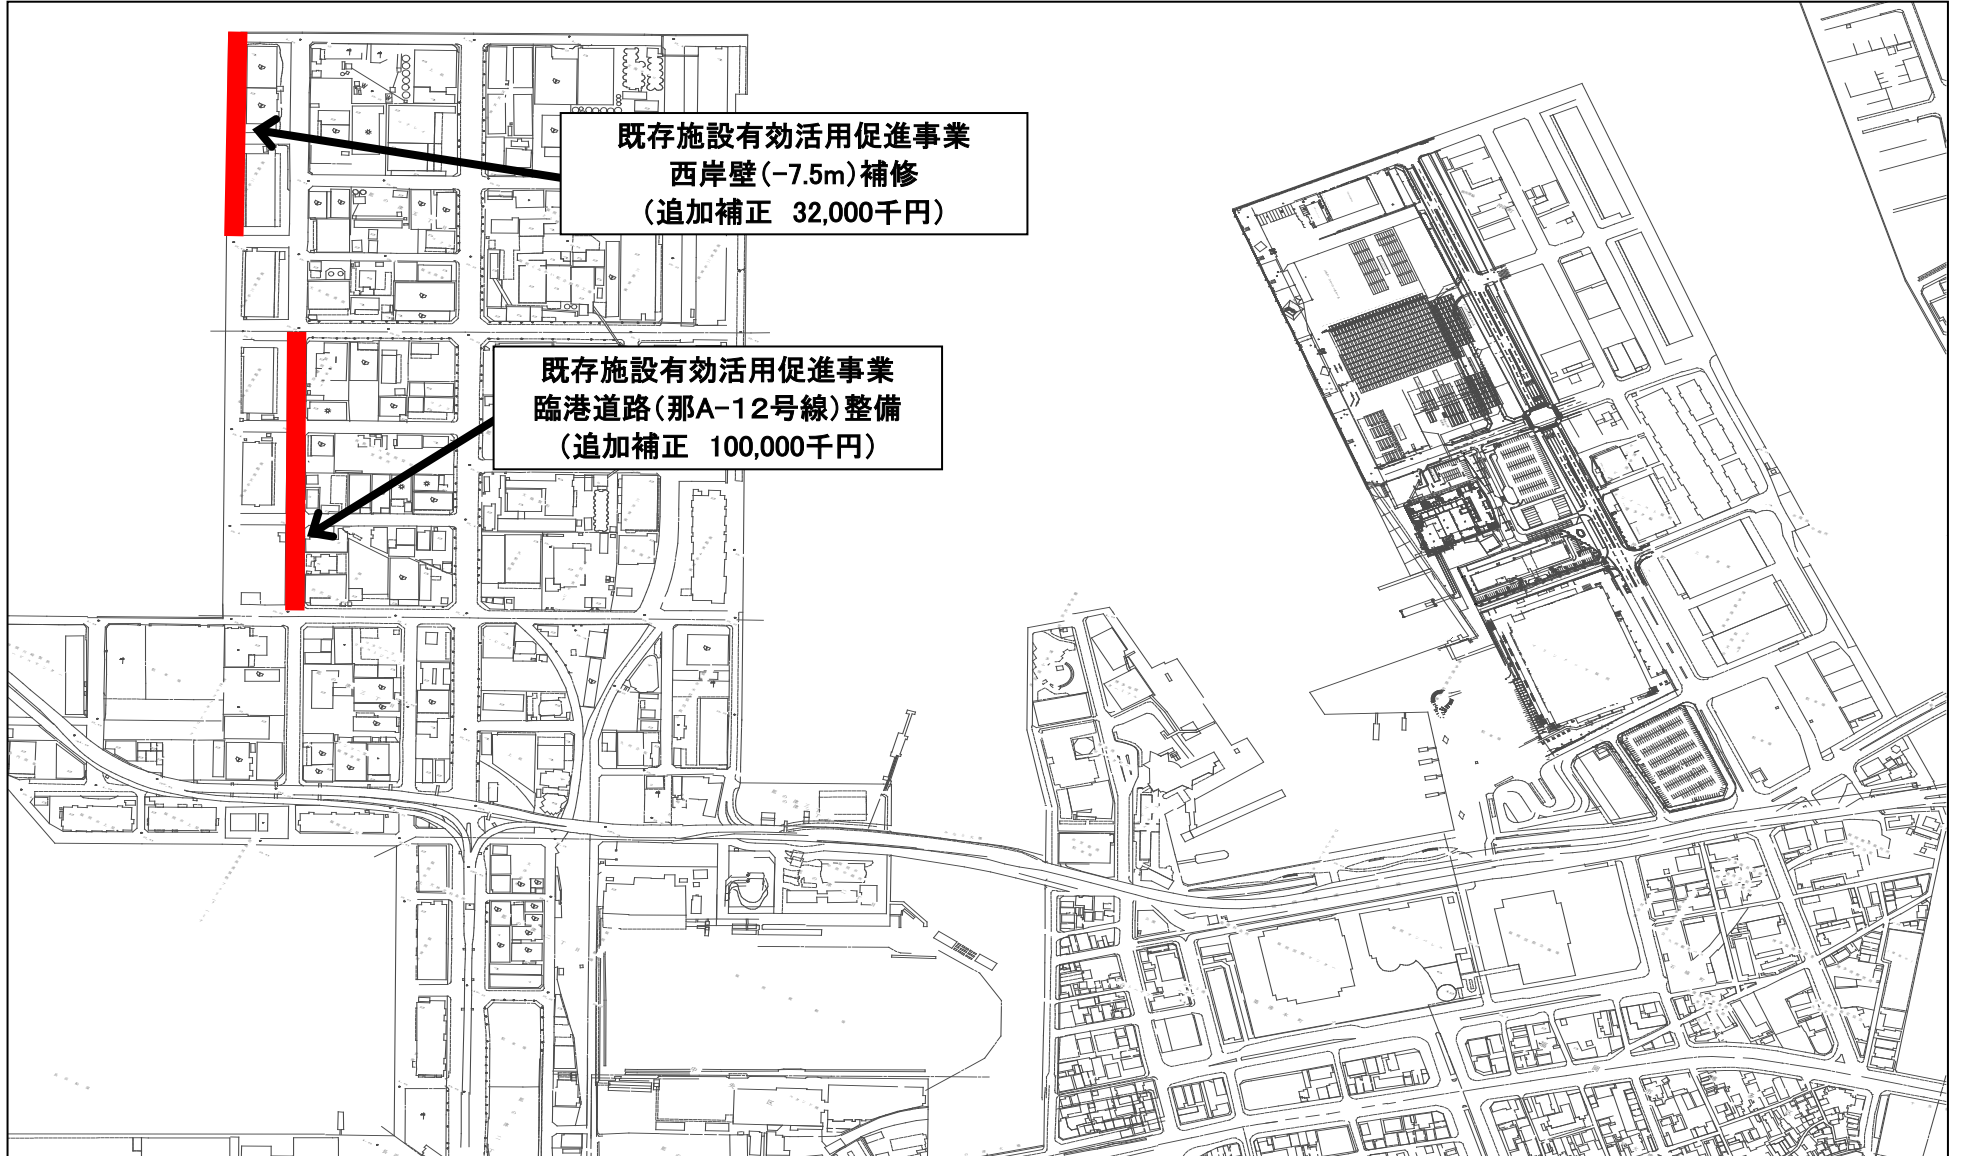 既存施設有効活用促進事業
西岸壁(-7.5m)補修
(追加補正　32,000千円)
既存施設有効活用促進事業
臨港道路(那A-12号線)整備
(追加補正　100,000千円)